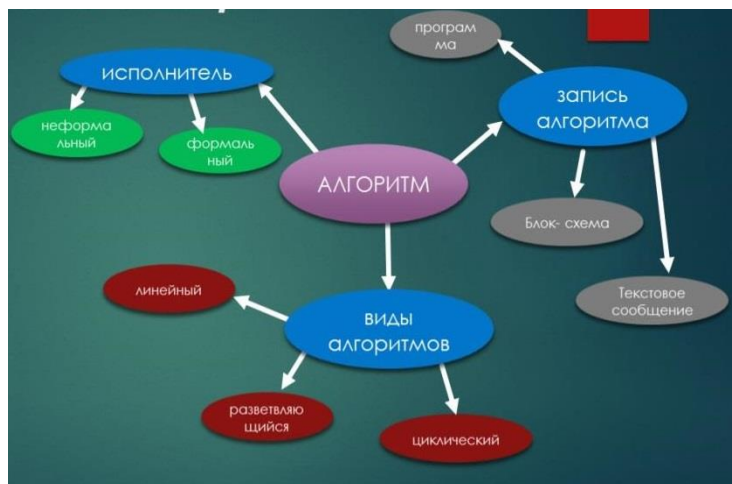 програм
ма
исполнитель
запись
алгоритма
неформа
льный
формаль
ный
АЛГОРИТМ
Блок- схема
линейный
Текстовое
сообщение
виды
алгоритмов
разветвляю
щийся
циклический